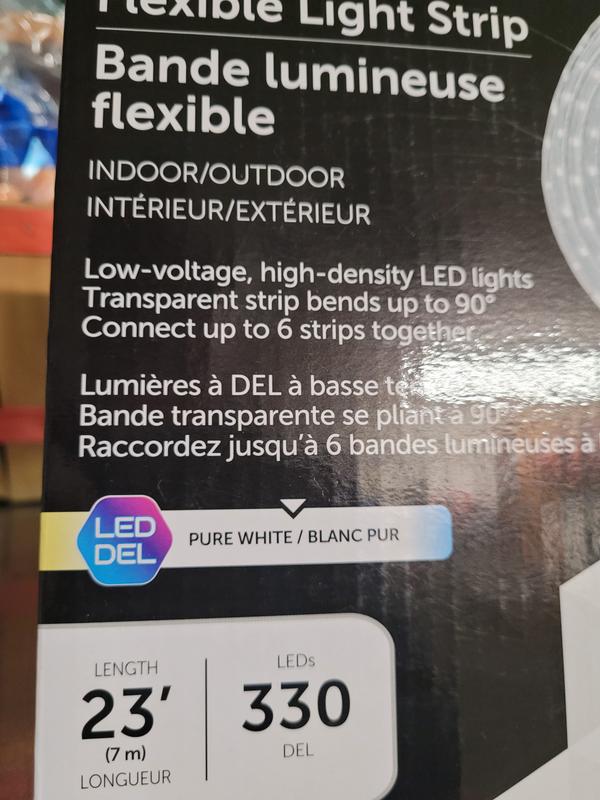 Flexible Light Strip
Bande lumineuse
flexible
INDOOR/OUTDOOR
INTÉRIEUR/EXTÉRIEUR
Low-voltage, high-density LED lights
Transparent strip bends up to 90°
Connect up to 6 strips together
Lumières à DEL à basse
Bande transparente se pliant à 90°
Raccordez jusqu'à 6 bandes lumineuses à
LED
DEL
PURE WHITE / BLANC PUR
LENGTH
23'
(7 m)
LONGUEUR
LEDs
330
DEL